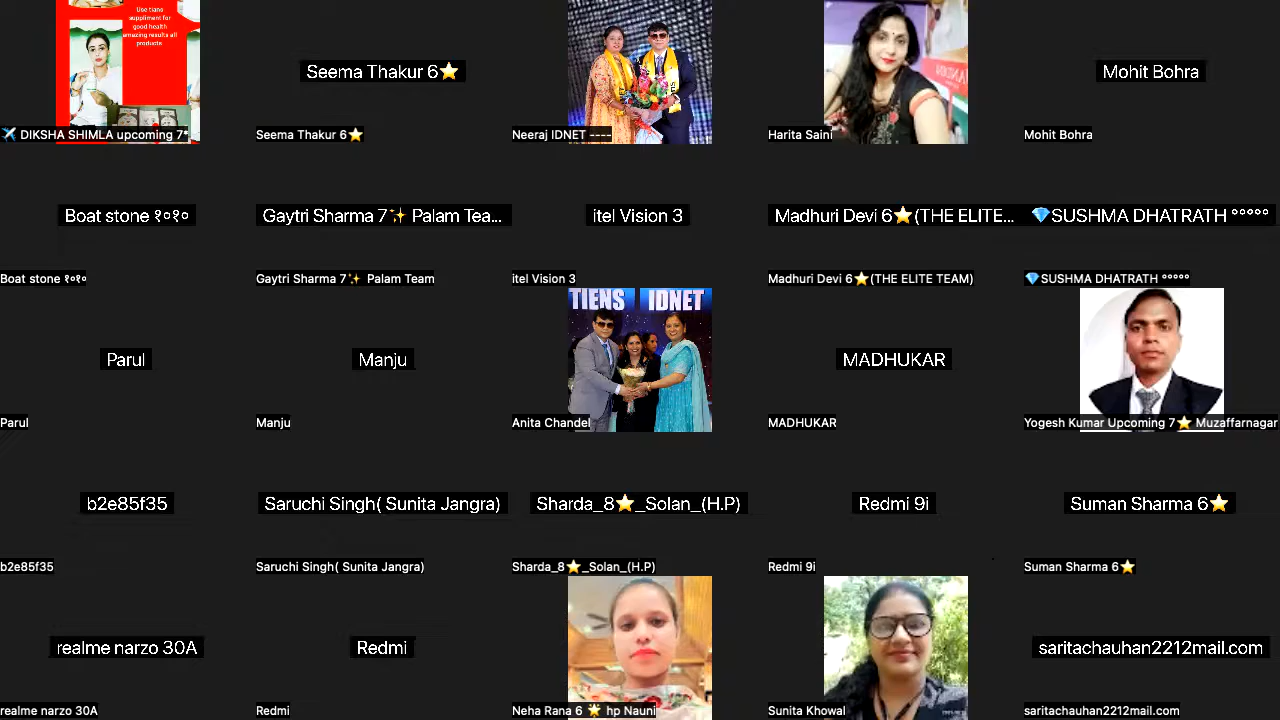 Use tians
suppliment for
good health
amazing results all
products.
✈️ DIKSHA SHIMLA upcoming 7*
Seema Thakur 6⭐
Seema Thakur 6⭐
Neeraj IDNET ----
Harita Saini
Mohit Bohra
Mohit Bohra
Boat stone १०१०
Boat stone १०१०
Gaytri Sharma 7✨ Palam Tea...
Gaytri Sharma 7✨ Palam Team
itel Vision 3
itel Vision 3
Madhuri Devi 6⭐(THE ELITE...
Madhuri Devi 6⭐(THE ELITE TEAM)
💎SUSHMA DHATRATH °°°°°
💎SUSHMA DHATRATH °°°°°
Parul
Parul
Manju
Manju
TIENS IDNET
Anita Chandel
MADHUKAR
MADHUKAR
Yogesh Kumar Upcoming 7⭐ Muzaffarnagar
b2e85f35
b2e85f35
Saruchi Singh( Sunita Jangra)
Saruchi Singh( Sunita Jangra)
Sharda_8⭐_Solan_(H.P)
Sharda_8⭐_Solan_(H.P)
Redmi 9i
Redmi 9i
Suman Sharma 6⭐
Suman Sharma 6⭐
realme narzo 30A
realme narzo 30A
Redmi
Redmi
Neha Rana 6 🌟 hp Nauni
Sunita Khowal
saritachauhan2212mail.com
saritachauhan2212mail.com